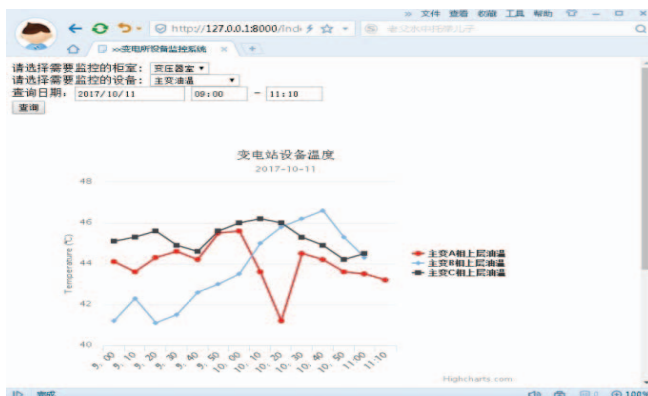 » 文件 查看 收藏 工具 帮助
http://127.0.0.1:8000/Ind
变电所设备监控系统 × +
请选择需要监控的柜室： 变压器室
请选择需要监控的设备： 主变油温
查询日期： 2017/10/11 09:00 - 11:10
查询
变电站设备温度
2017-10-11
Temperature (℃)
48
46
44
42
40
9, 00 9, 10 9, 20 9, 30 9, 40 9, 50 10, 00 10, 10 10, 20 10, 30 10, 40 10, 50 11:00 11:10
主变A相上层油温
主变B相上层油温
主变C相上层油温
Highcharts.com
完成
100%